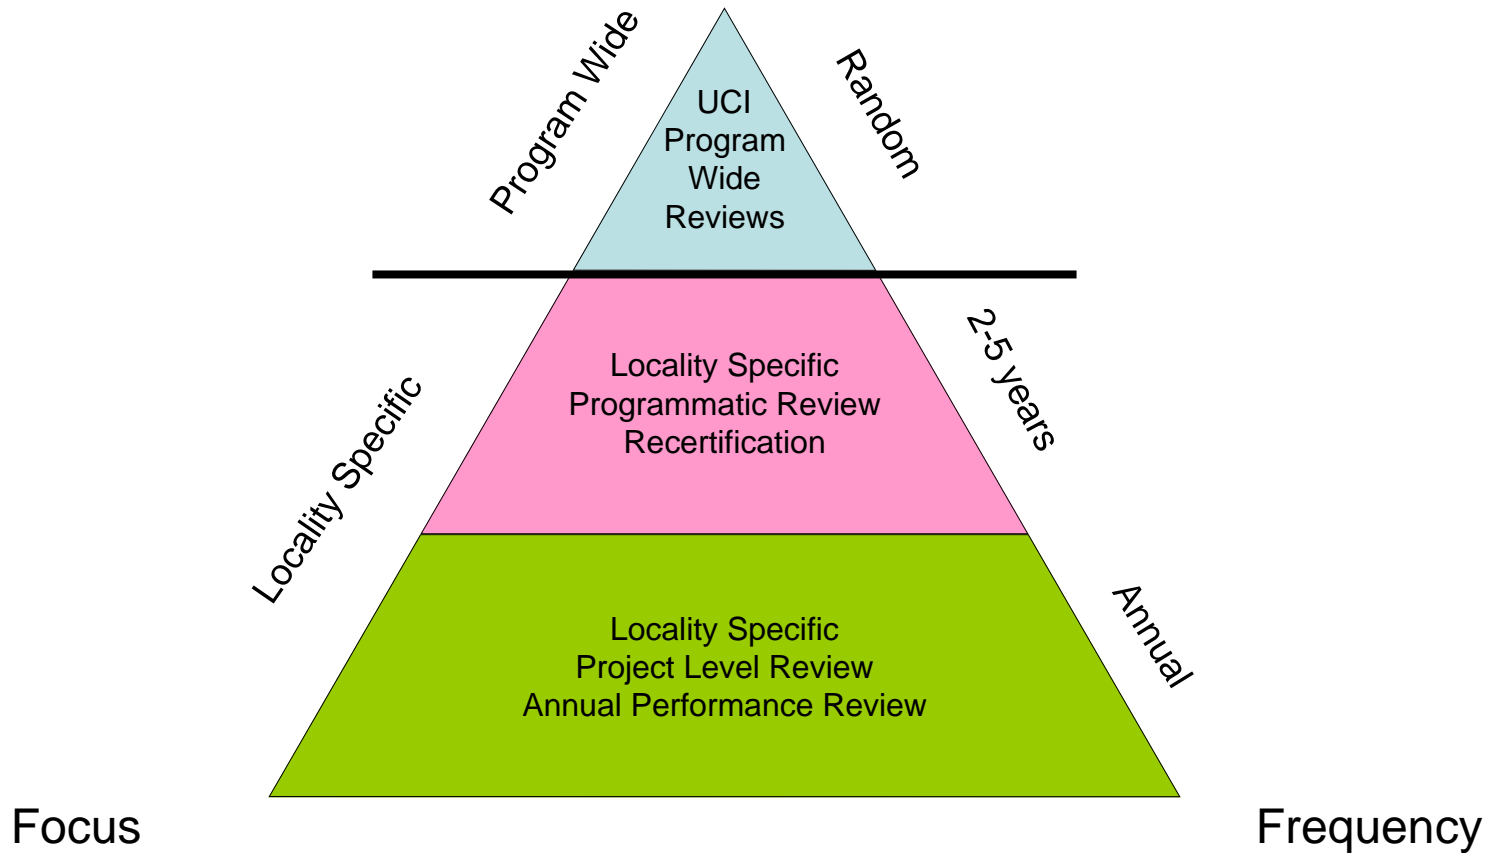 Program Wide
Random
UCI
Program
Wide
Reviews
Locality Specific
2-5 years
Locality Specific
Programmatic Review
Recertification
Annual
Locality Specific
Project Level Review
Annual Performance Review
Focus
Frequency